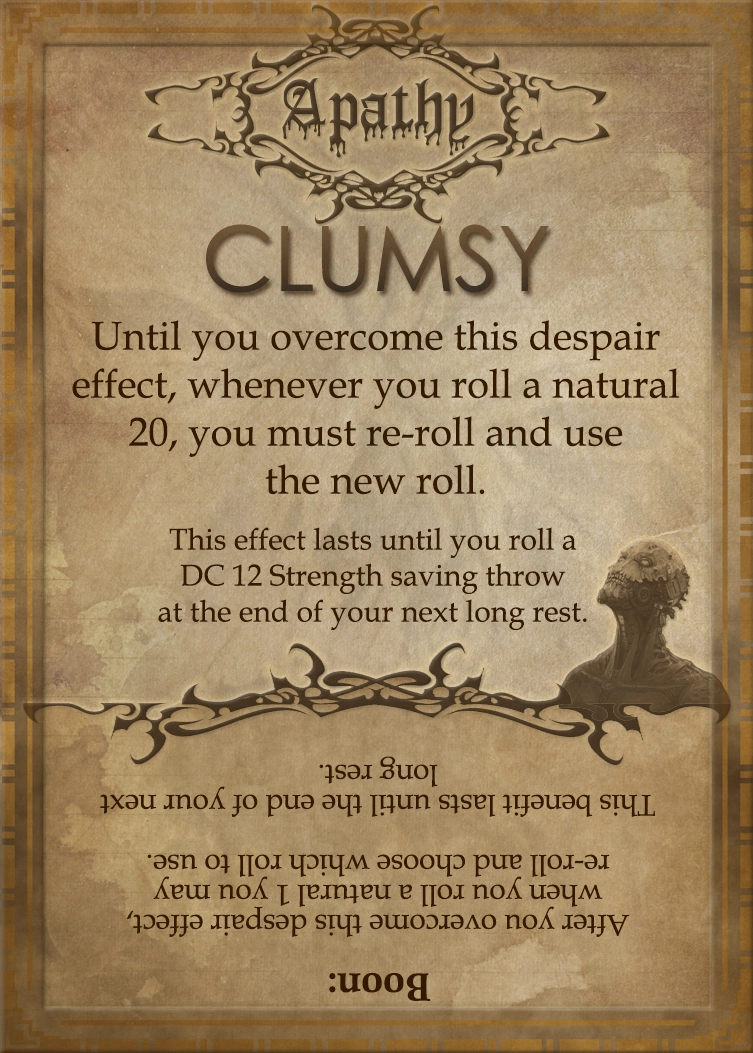 Apathy
CLUMSY
Until you overcome this despair
effect, whenever you roll a natural
20, you must re-roll and use
the new roll.
This effect lasts until you roll a
DC 12 Strength saving throw
at the end of your next long rest.
Boon:
After you overcome this despair effect,
when you roll a natural 1 you may
re-roll and choose which roll to use.
This benefit lasts until the end of your next
long rest.